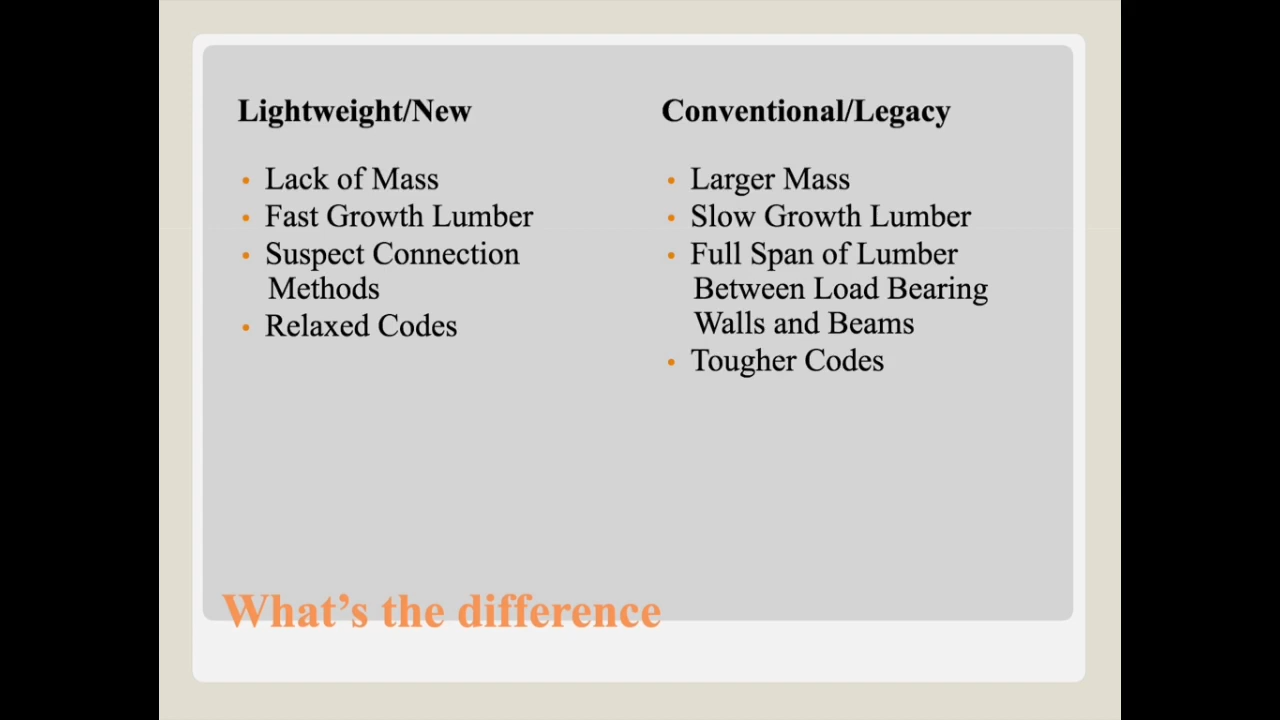 Lightweight/New
• Lack of Mass
• Fast Growth Lumber
• Suspect Connection
Methods
• Relaxed Codes
Conventional/Legacy
• Larger Mass
• Slow Growth Lumber
• Full Span of Lumber
Between Load Bearing
Walls and Beams
• Tougher Codes
What’s the difference